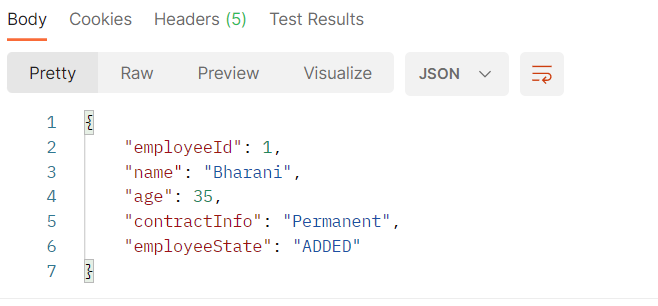 Body Cookies Headers (5) Test Results
Pretty Raw Preview Visualize JSON
1 {
2 "employeeId": 1,
3 "name": "Bharani",
4 "age": 35,
5 "contractInfo": "Permanent",
6 "employeeState": "ADDED"
7 }